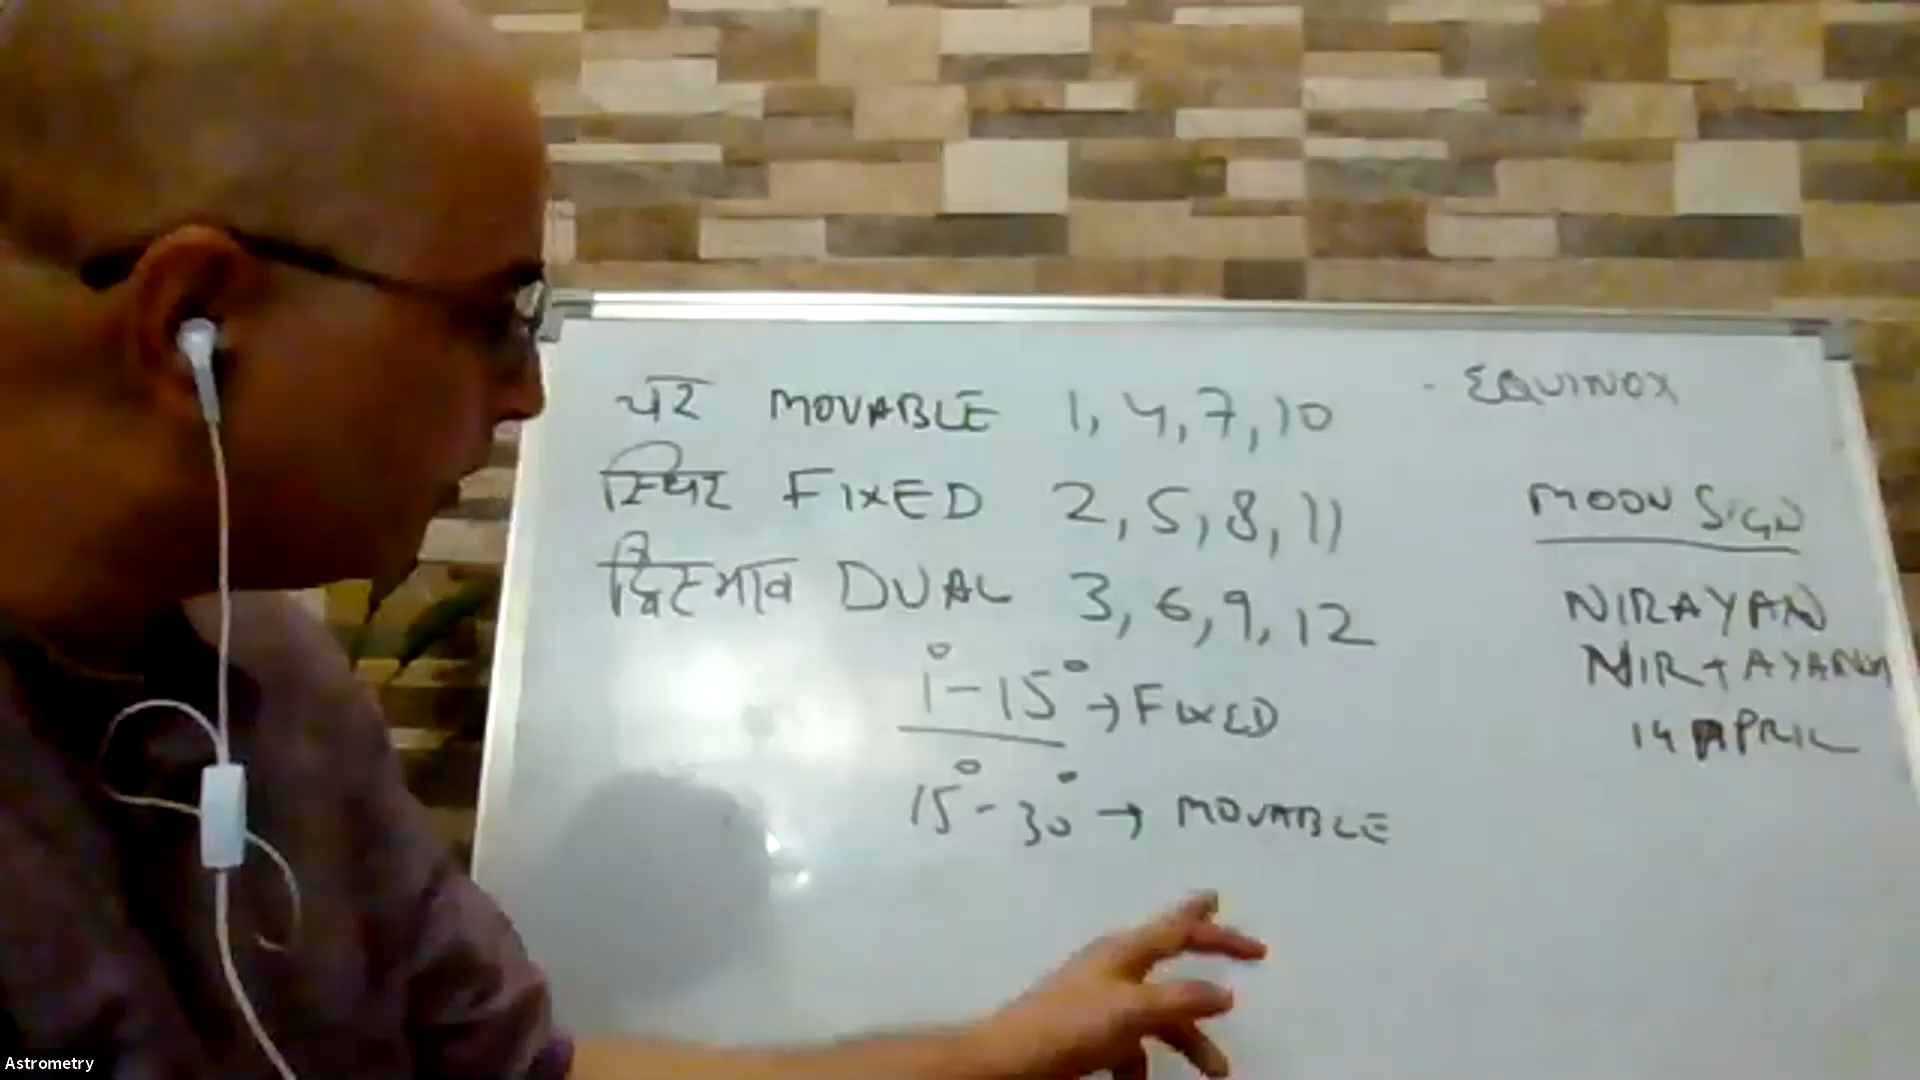 चर MOVABLE 1, 4, 7, 10
स्थिर FIXED 2, 5, 8, 11
द्विस्वभाव DUAL 3, 6, 9, 12
1° - 15° → FIXED
15° - 30° → MOVABLE
- EQUINOX
MOON SIGN
NIRAYAN
NIR + AYANM
14 APRIL
Astrometry